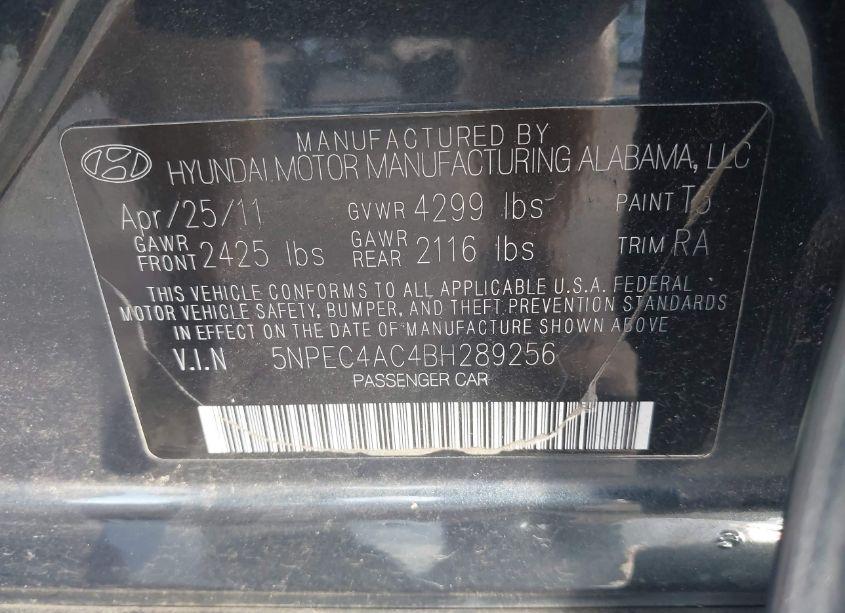 MANUFACTURED BY
HYUNDAI MOTOR MANUFACTURING ALABAMA, LLC
Apr/25/11 GVWR 4299 lbs PAINT
GAWR FRONT 2425 lbs GAWR REAR 2116 lbs TRIM RA
THIS VEHICLE CONFORMS TO ALL APPLICABLE U.S.A. FEDERAL
MOTOR VEHICLE SAFETY, BUMPER, AND THEFT PREVENTION STANDARDS
IN EFFECT ON THE DATE OF MANUFACTURE SHOWN ABOVE
V.I.N 5NPEC4AC4BH289256
PASSENGER CAR